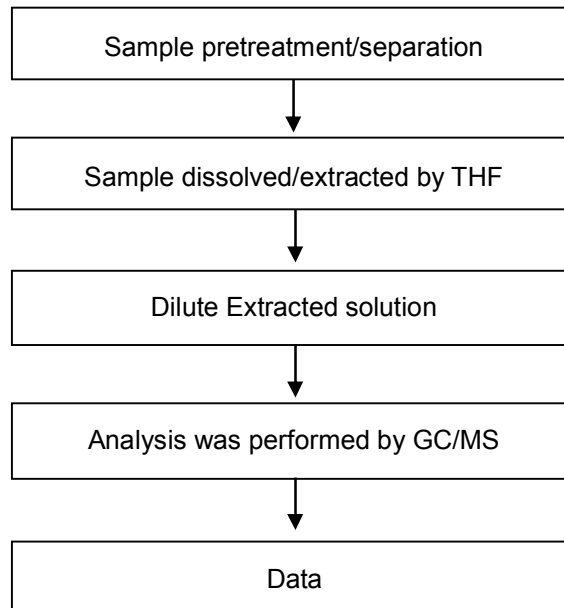 Sample pretreatment/separation
Sample dissolved/extracted by THF
Dilute Extracted solution
Analysis was performed by GC/MS
Data